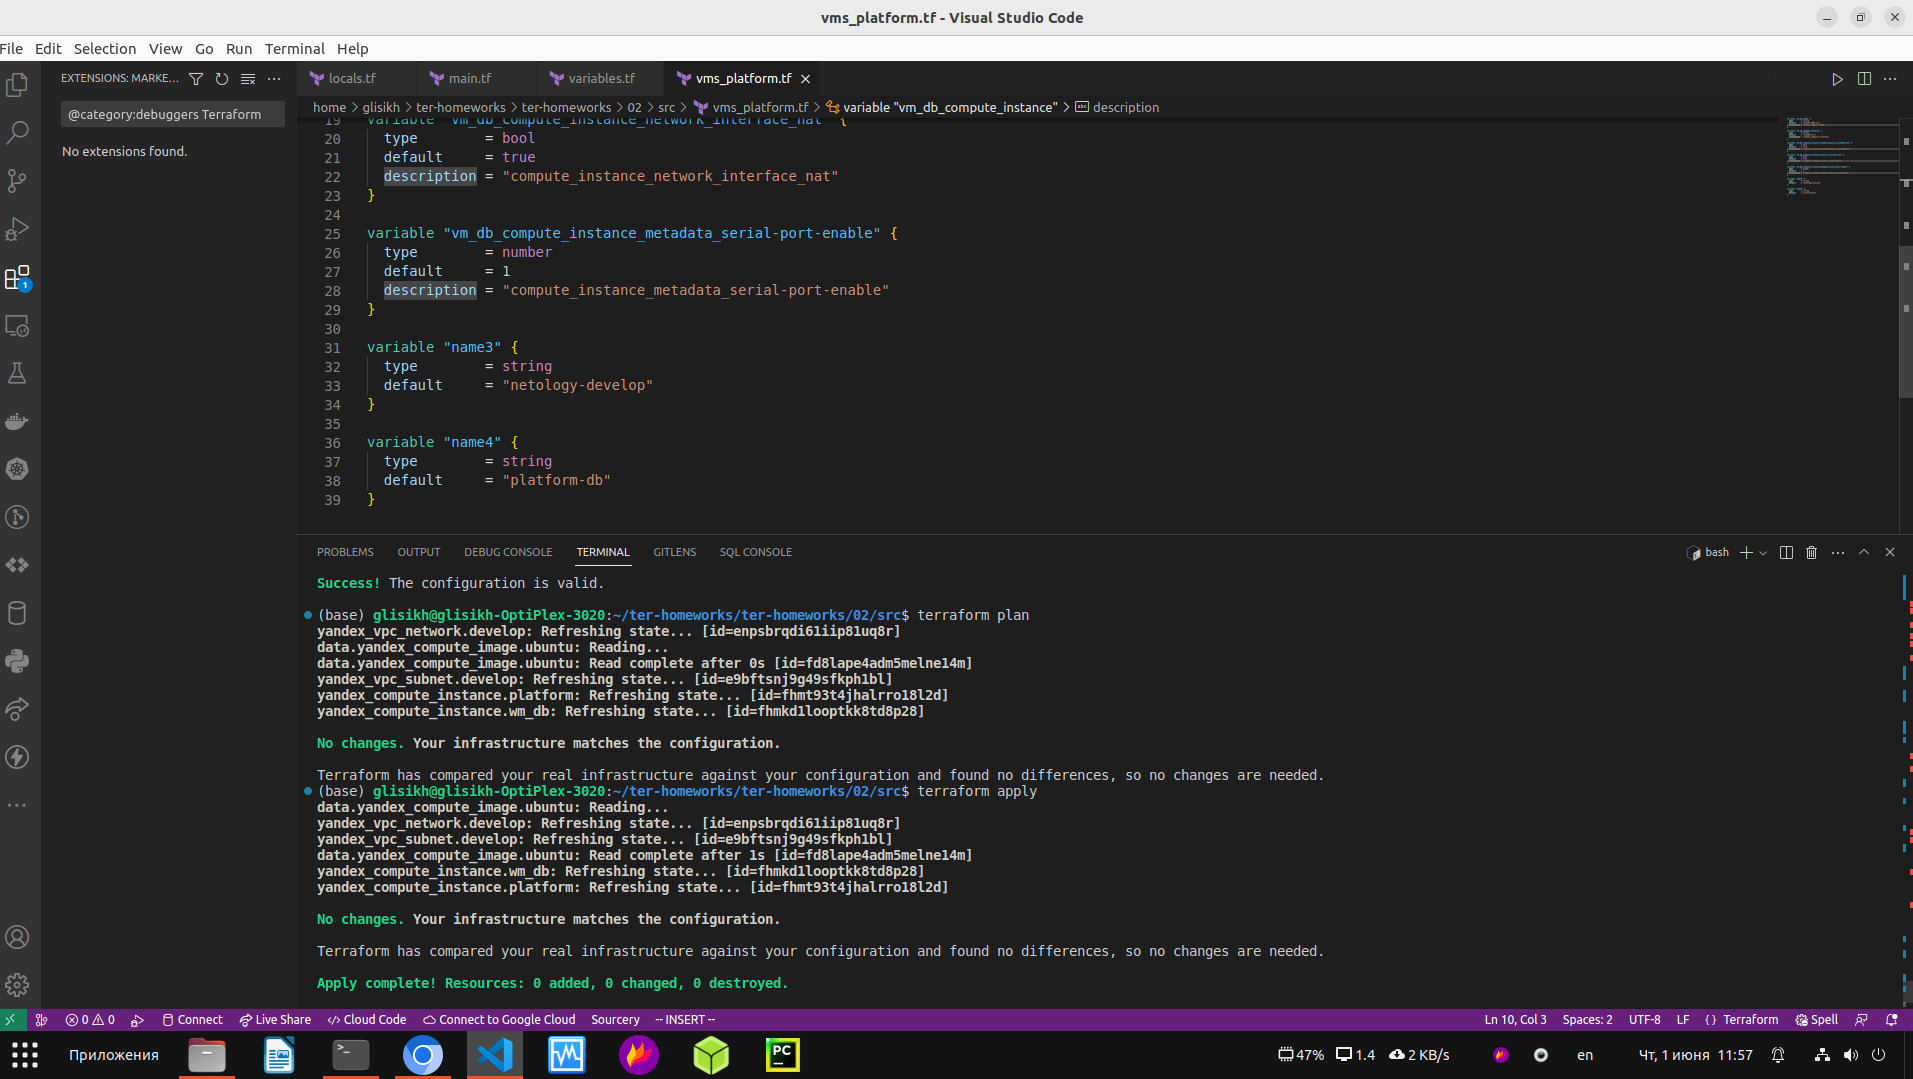 vms_platform.tf - Visual Studio Code
File Edit Selection View Go Run Terminal Help
EXTENSIONS: MARKE...
locals.tf main.tf variables.tf vms_platform.tf
home > glisikh > ter-homeworks > ter-homeworks > 02 > src > vms_platform.tf > variable "vm_db_compute_instance" > description
@category:debuggers Terraform
No extensions found.
19 variable "vm_db_compute_instance_network_interface_nat" {
20 type = bool
21 default = true
22 description = "compute_instance_network_interface_nat"
23 }
24
25 variable "vm_db_compute_instance_metadata_serial-port-enable" {
26 type = number
27 default = 1
28 description = "compute_instance_metadata_serial-port-enable"
29 }
30
31 variable "name3" {
32 type = string
33 default = "netology-develop"
34 }
35
36 variable "name4" {
37 type = string
38 default = "platform-db"
39 }
1
PROBLEMS OUTPUT DEBUG CONSOLE TERMINAL GITLENS SQL CONSOLE
bash
Success! The configuration is valid.
(base) glisikh@glisikh-OptiPlex-3020:~/ter-homeworks/ter-homeworks/02/src$ terraform plan
yandex_vpc_network.develop: Refreshing state... [id=enpsbrqdi61iip81uq8r]
data.yandex_compute_image.ubuntu: Reading...
data.yandex_compute_image.ubuntu: Read complete after 0s [id=fd8lape4adm5melne14m]
yandex_vpc_subnet.develop: Refreshing state... [id=e9bftsnj9g49sfkph1bl]
yandex_compute_instance.platform: Refreshing state... [id=fhmt93t4jhalrro18l2d]
yandex_compute_instance.wm_db: Refreshing state... [id=fhmkd1looptkk8td8p28]
No changes. Your infrastructure matches the configuration.
Terraform has compared your real infrastructure against your configuration and found no differences, so no changes are needed.
(base) glisikh@glisikh-OptiPlex-3020:~/ter-homeworks/ter-homeworks/02/src$ terraform apply
data.yandex_compute_image.ubuntu: Reading...
yandex_vpc_network.develop: Refreshing state... [id=enpsbrqdi61iip81uq8r]
yandex_vpc_subnet.develop: Refreshing state... [id=e9bftsnj9g49sfkph1bl]
data.yandex_compute_image.ubuntu: Read complete after 1s [id=fd8lape4adm5melne14m]
yandex_compute_instance.wm_db: Refreshing state... [id=fhmkd1looptkk8td8p28]
yandex_compute_instance.platform: Refreshing state... [id=fhmt93t4jhalrro18l2d]
No changes. Your infrastructure matches the configuration.
Terraform has compared your real infrastructure against your configuration and found no differences, so no changes are needed.
Apply complete! Resources: 0 added, 0 changed, 0 destroyed.
0 0 Connect Live Share Cloud Code Connect to Google Cloud Sourcery -- INSERT -- Ln 10, Col 3 Spaces: 2 UTF-8 LF {} Terraform Spell
Приложения PC 47% 1.4 2 KB/s en Чт, 1 июня 11:57